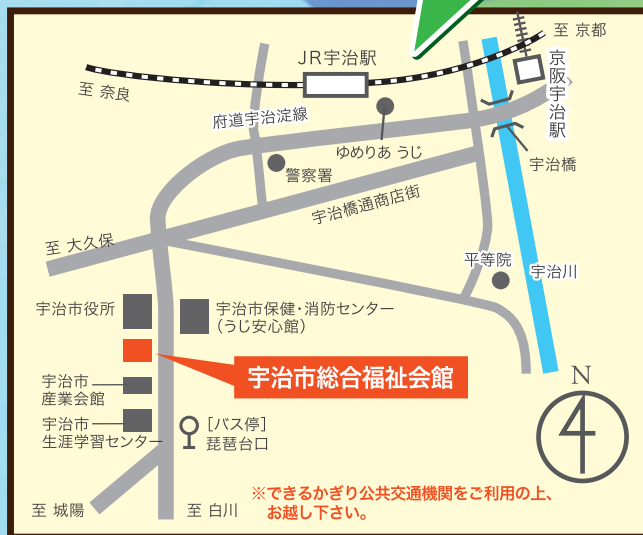 至 京都
JR宇治駅
京阪宇治駅
至 奈良
府道宇治淀線
ゆめりあ うじ
宇治橋
警察署
宇治橋通商店街
至 大久保
平等院
宇治川
宇治市役所
宇治市保健・消防センター
(うじ安心館)
宇治市総合福祉会館
N
宇治市
産業会館
宇治市
生涯学習センター
［バス停］
琵琶台口
※できるかぎり公共交通機関をご利用の上、
お越し下さい。
至 城陽
至 白川